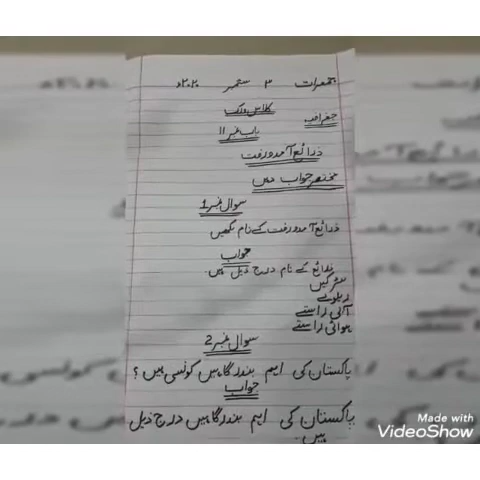 جمعرات ۳ ستمبر ۲۰۲۰ء
کلاس ورک
جغرافیہ
باب نمبر ۱۱
ذرائع آمدورفت
مختصر جواب دیں
سوال نمبر 1
ذرائع آمدورفت کے نام لکھیں
جواب
ذرائع کے نام درج ذیل ہیں۔
سڑکیں
ریلوے
آبی راستے
ہوائی راستے
سوال نمبر 2
پاکستان کی اہم بندرگاہیں کونسی ہیں؟
جواب
پاکستان کی اہم بندرگاہیں درج ذیل
ہیں۔
Made with
VideoShow